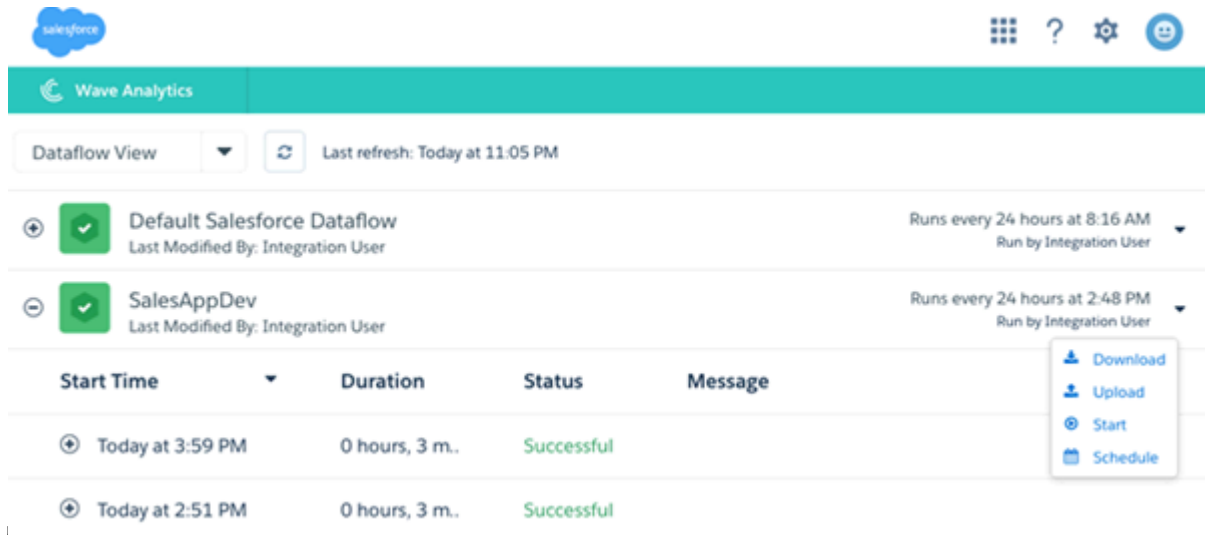 salesforce
Wave Analytics
Dataflow View
Last refresh: Today at 11:05 PM
Default Salesforce Dataflow
Last Modified By: Integration User
Runs every 24 hours at 8:16 AM
Run by Integration User
SalesAppDev
Last Modified By: Integration User
Runs every 24 hours at 2:48 PM
Run by Integration User
Download
Upload
Start
Schedule
Start Time Duration Status Message
Today at 3:59 PM 0 hours, 3 m.. Successful
Today at 2:51 PM 0 hours, 3 m.. Successful